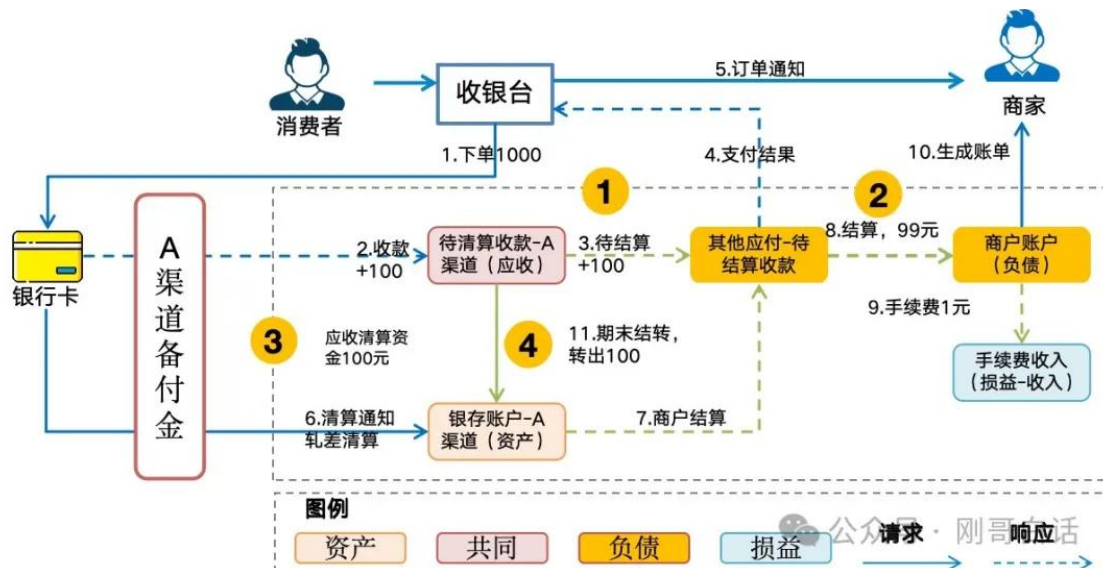 消费者
收银台
5.订单通知
商家
1.下单1000
4.支付结果
10.生成账单
1
2
银行卡
A
渠
道
备
付
金
2.收款
+100
待清算收款-A
渠道（应收）
3.待结算
+100
其他应付-待
结算收款
8.结算，99元
商户账户
（负债）
9.手续费1元
3
应收清算资
金100元
4
11.期末结转，
转出100
手续费收入
（损益-收入）
6.清算通知
轧差清算
银存账户-A
渠道（资产）
7.商户结算
图例
资产
共同
负债
损益
请求
响应
公众号 · 刚哥白话